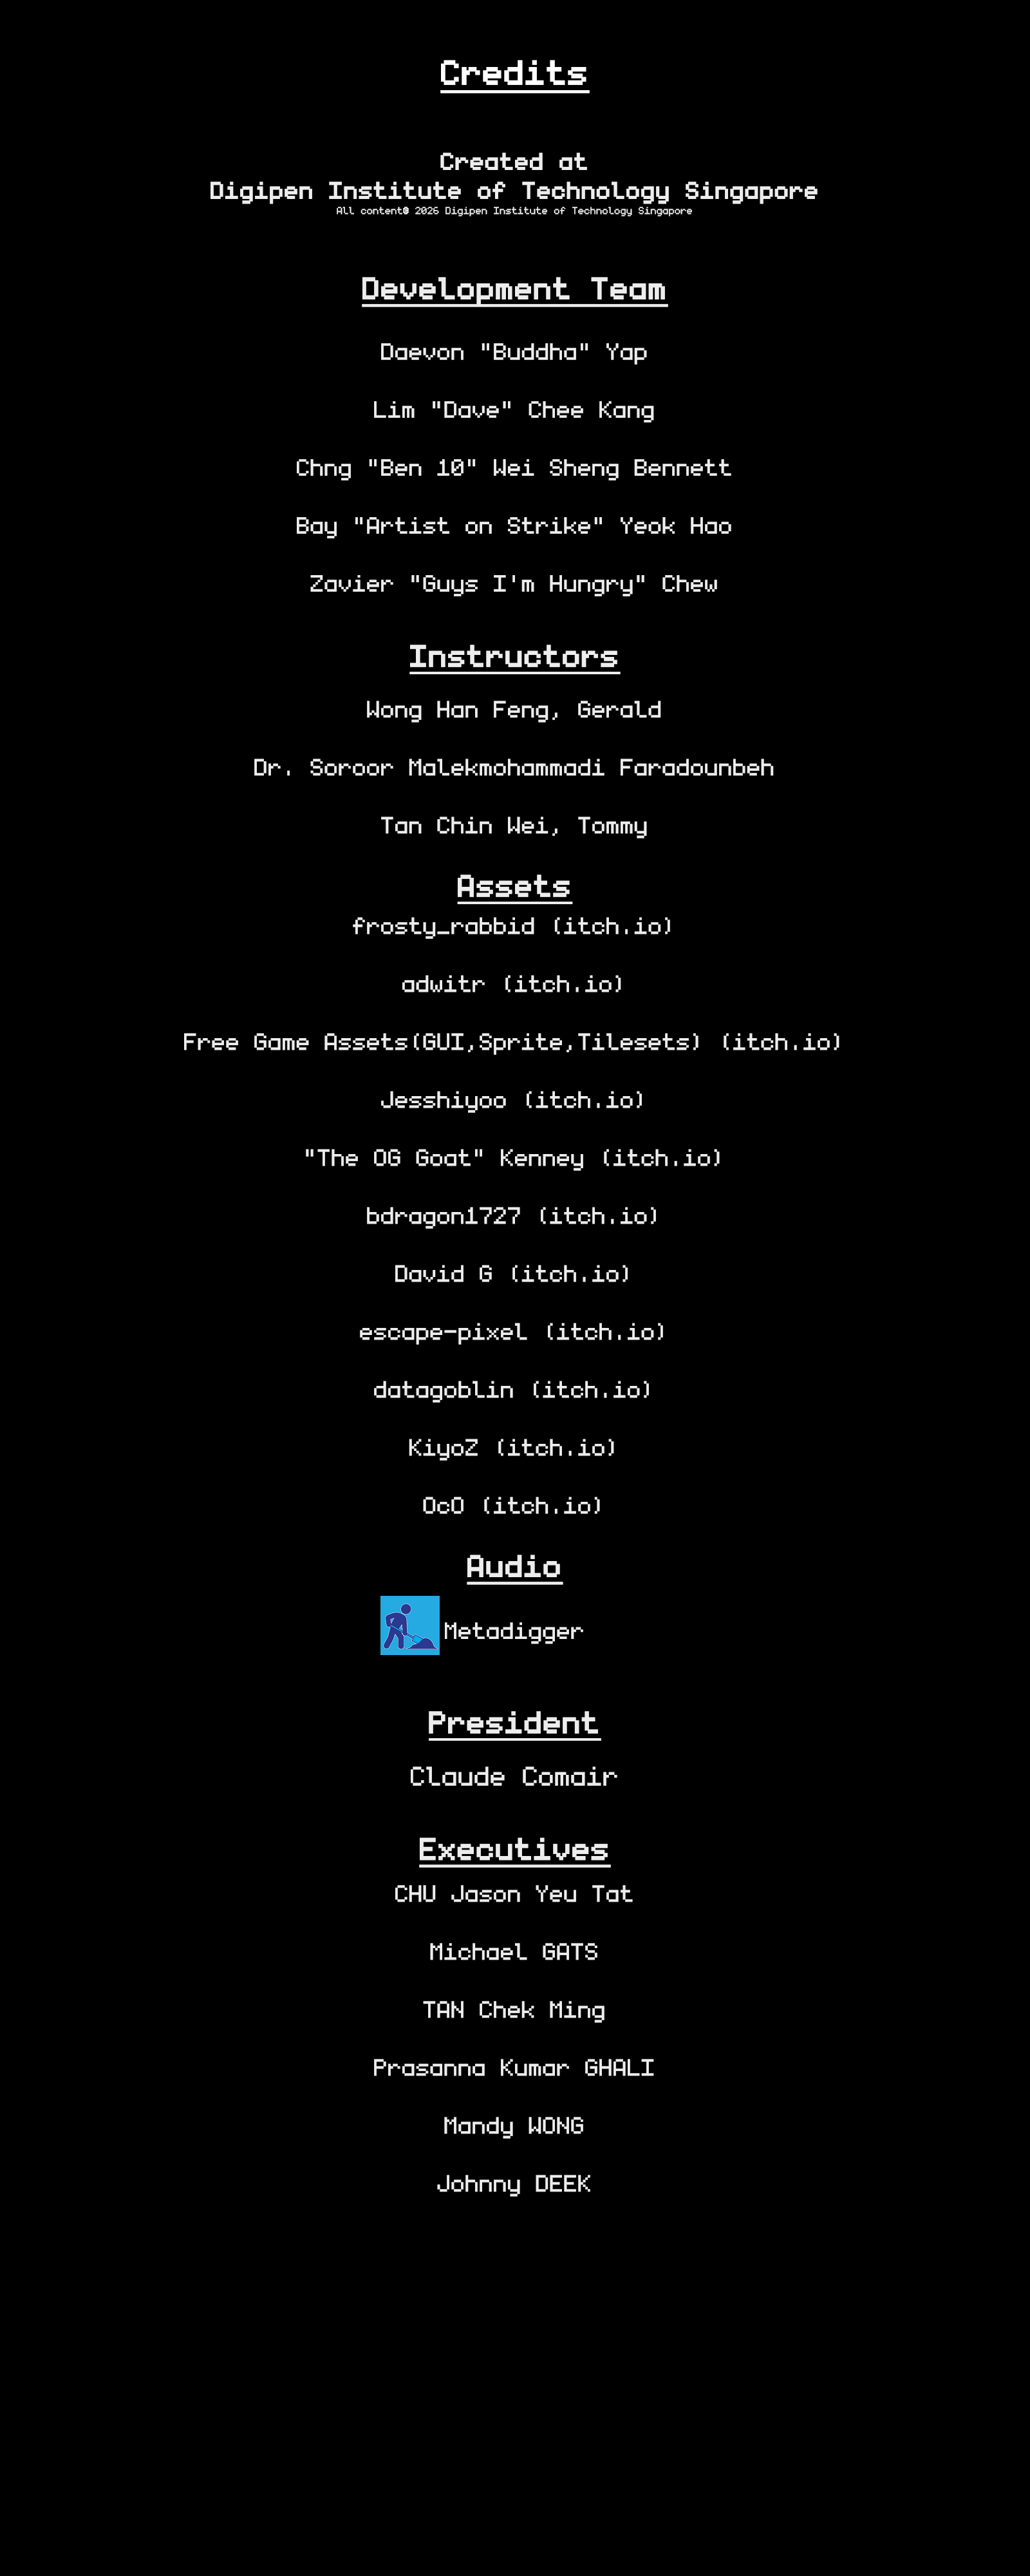 Credits
Created at
Digipen Institute of Technology Singapore
All content© 2026 Digipen Institute of Technology Singapore
Development Team
Daevon "Buddha" Yap
Lim "Dave" Chee Kang
Chng "Ben 10" Wei Sheng Bennett
Bay "Artist on Strike" Yeok Hao
Zavier "Guys I'm Hungry" Chew
Instructors
Wong Han Feng, Gerald
Dr. Soroor Malekmohammadi Faradounbeh
Tan Chin Wei, Tommy
Assets
frosty_rabbid (itch.io)
adwitr (itch.io)
Free Game Assets(GUI,Sprite,Tilesets) (itch.io)
Jesshiyoo (itch.io)
"The OG Goat" Kenney (itch.io)
bdragon1727 (itch.io)
David G (itch.io)
escape-pixel (itch.io)
datagoblin (itch.io)
KiyoZ (itch.io)
OcO (itch.io)
Audio
Metadigger
President
Claude Comair
Executives
CHU Jason Yeu Tat
Michael GATS
TAN Chek Ming
Prasanna Kumar GHALI
Mandy WONG
Johnny DEEK